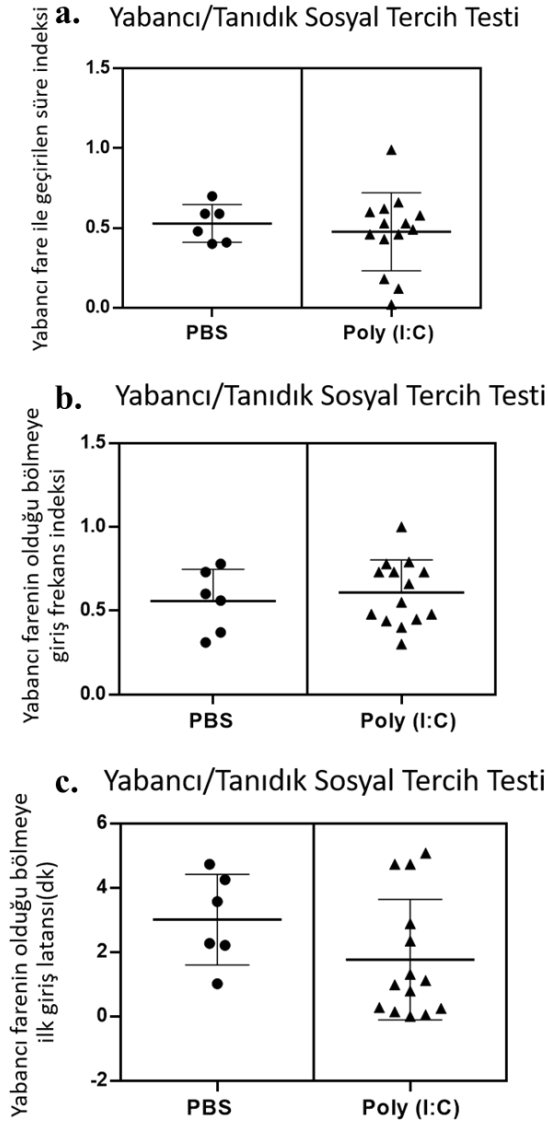 a. Yabancı/Tanıdık Sosyal Tercih Testi
Yabancı fare ile geçirilen süre indeksi
1.5
1.0
0.5
0.0
PBS
Poly (I:C)
b. Yabancı/Tanıdık Sosyal Tercih Testi
Yabancı farenin olduğu bölmeye
giriş frekans indeksi
1.5
1.0
0.5
0.0
PBS
Poly (I:C)
c. Yabancı/Tanıdık Sosyal Tercih Testi
Yabancı farenin olduğu bölmeye
ilk giriş latansı(dk)
6
4
2
0
-2
PBS
Poly (I:C)